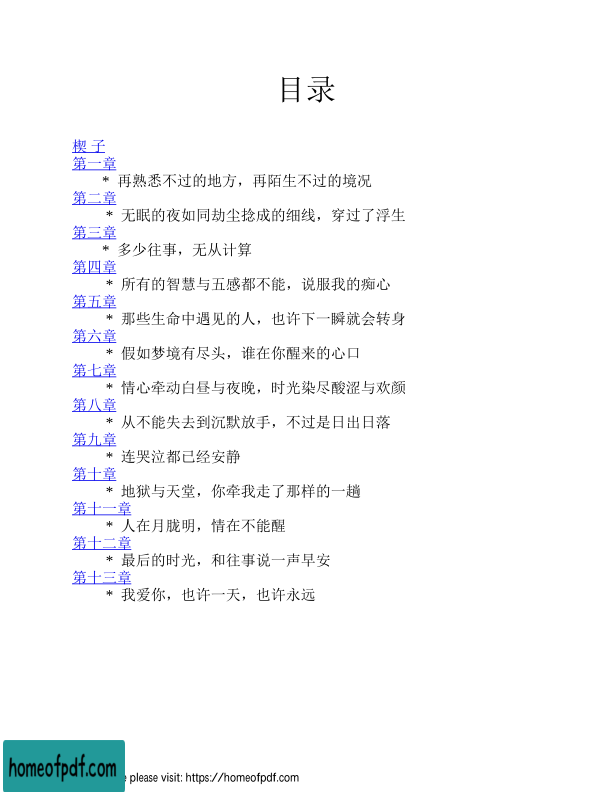 目录
楔 子
第一章
* 再熟悉不过的地方，再陌生不过的境况
第二章
* 无眠的夜如同劫尘捻成的细线，穿过了浮生
第三章
* 多少往事，无从计算
第四章
* 所有的智慧与五感都不能，说服我的痴心
第五章
* 那些生命中遇见的人，也许下一瞬就会转身
第六章
* 假如梦境有尽头，谁在你醒来的心口
第七章
* 情心牵动白昼与夜晚，时光染尽酸涩与欢颜
第八章
* 从不能失去到沉默放手，不过是日出日落
第九章
* 连哭泣都已经安静
第十章
* 地狱与天堂，你牵我走了那样的一趟
第十一章
* 人在月胧明，情在不能醒
第十二章
* 最后的时光，和往事说一声早安
第十三章
* 我爱你，也许一天，也许永远
homeofpdf.com
please visit: https://homeofpdf.com